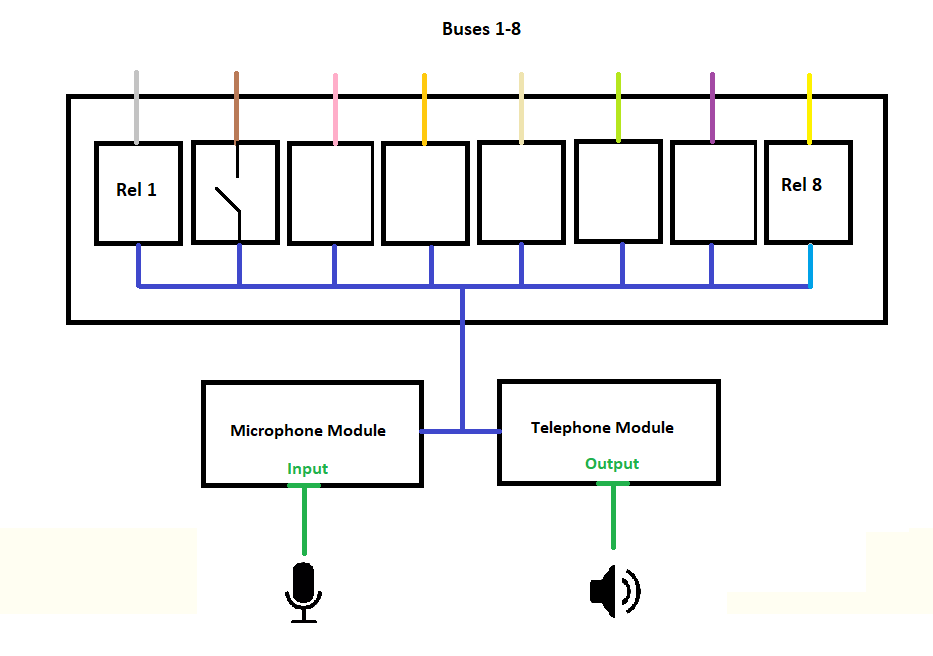 Buses 1-8
Rel 1
Rel 8
Microphone Module
Input
Telephone Module
Output